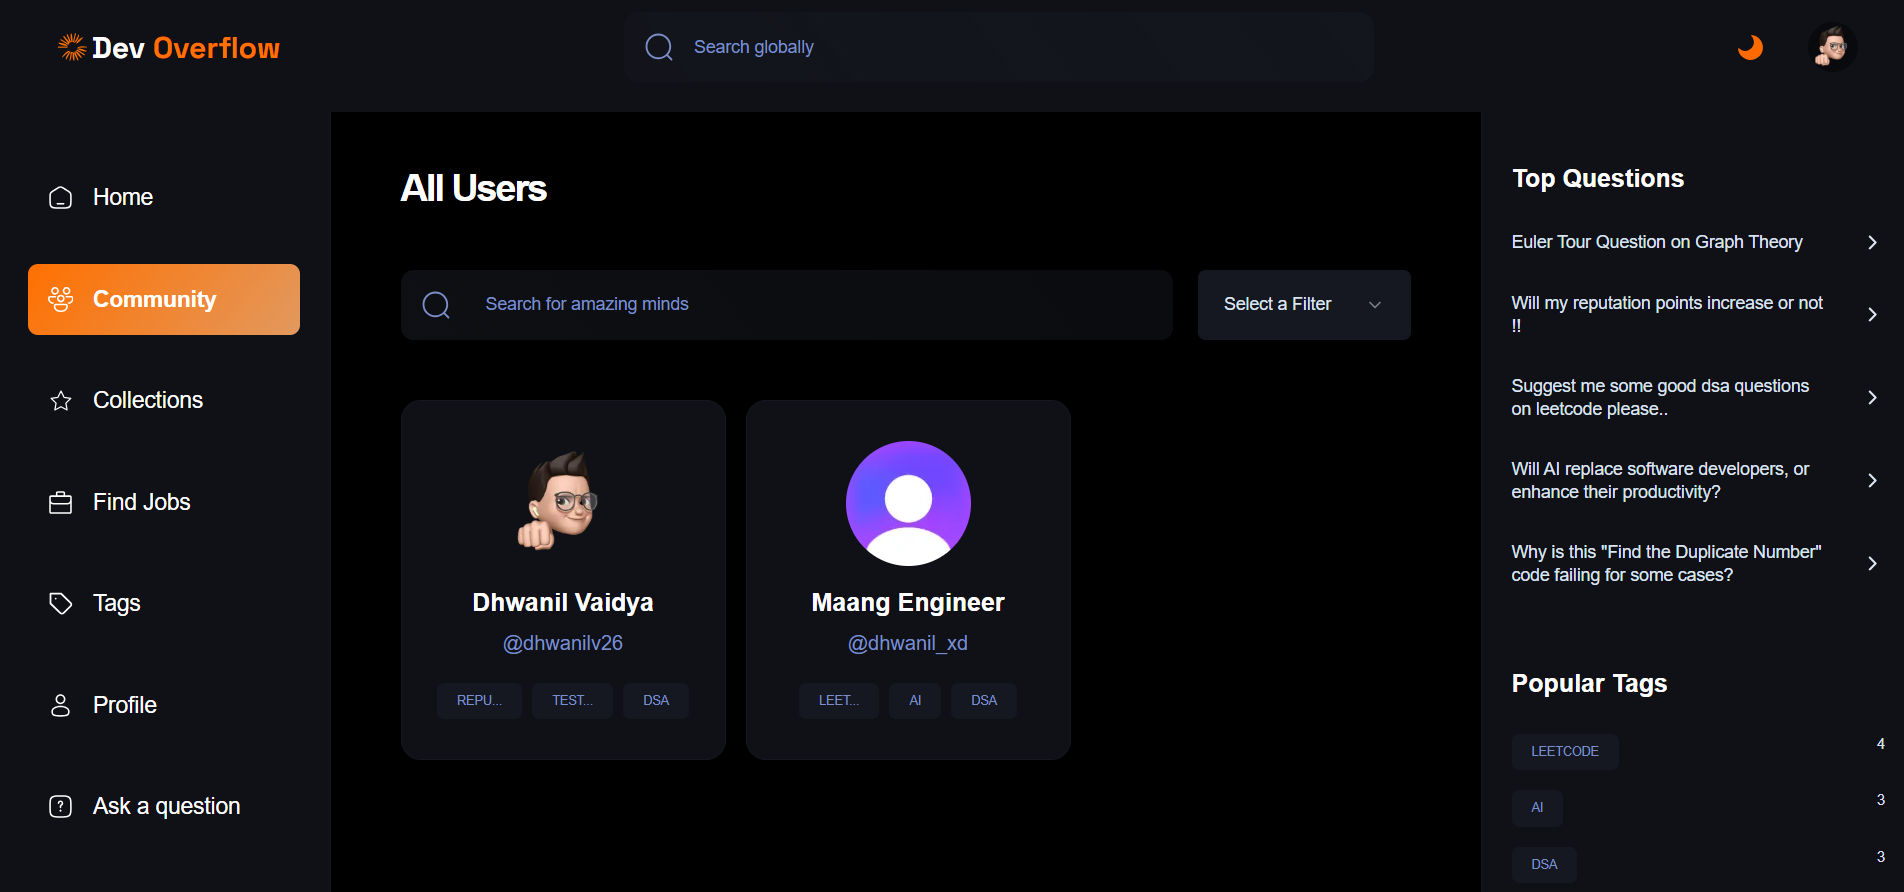 Dev Overflow
Search globally
Home
Community
Collections
Find Jobs
Tags
Profile
Ask a question
All Users
Search for amazing minds
Select a Filter
Dhwanil Vaidya
@dhwanilv26
REPU...
TEST...
DSA
Maang Engineer
@dhwanil_xd
LEET...
AI
DSA
Top Questions
Euler Tour Question on Graph Theory
Will my reputation points increase or not
!!
Suggest me some good dsa questions
on leetcode please..
Will AI replace software developers, or
enhance their productivity?
Why is this "Find the Duplicate Number"
code failing for some cases?
Popular Tags
LEETCODE 4
AI 3
DSA 3